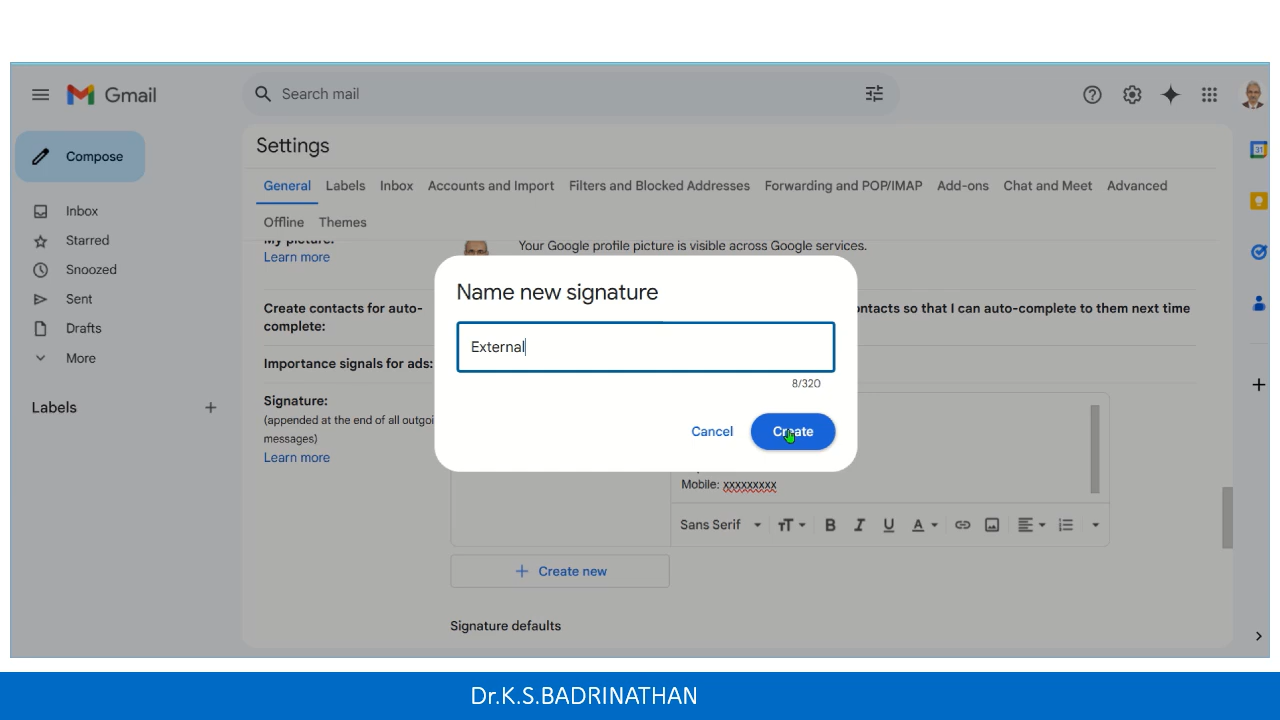 Gmail
Search mail
Compose
Settings
General Labels Inbox Accounts and Import Filters and Blocked Addresses Forwarding and POP/IMAP Add-ons Chat and Meet Advanced
Offline Themes
Inbox
Starred
Snoozed
Sent
Drafts
More
Labels
My picture:
Learn more
Your Google profile picture is visible across Google services.
Create contacts for auto-
complete:
ontacts so that I can auto-complete to them next time
Importance signals for ads:
Signature:
(appended at the end of all outgoi
messages)
Learn more
Name new signature
External
8/320
Cancel Create
Mobile: xxxxxxxxx
Sans Serif
Create new
Signature defaults
31
Dr.K.S.BADRINATHAN